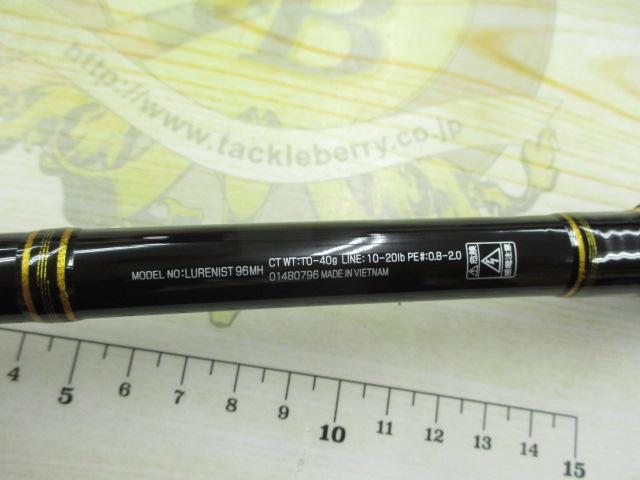 B
http://www.tackleberry.co.jp
MODEL NO:LURENIST 96MH
CT WT:10-40g LINE:10-20lb PE#:0.8-2.0
01480796 MADE IN VIETNAM
4 5 6 7 8 9 10 11 12 13 14 15